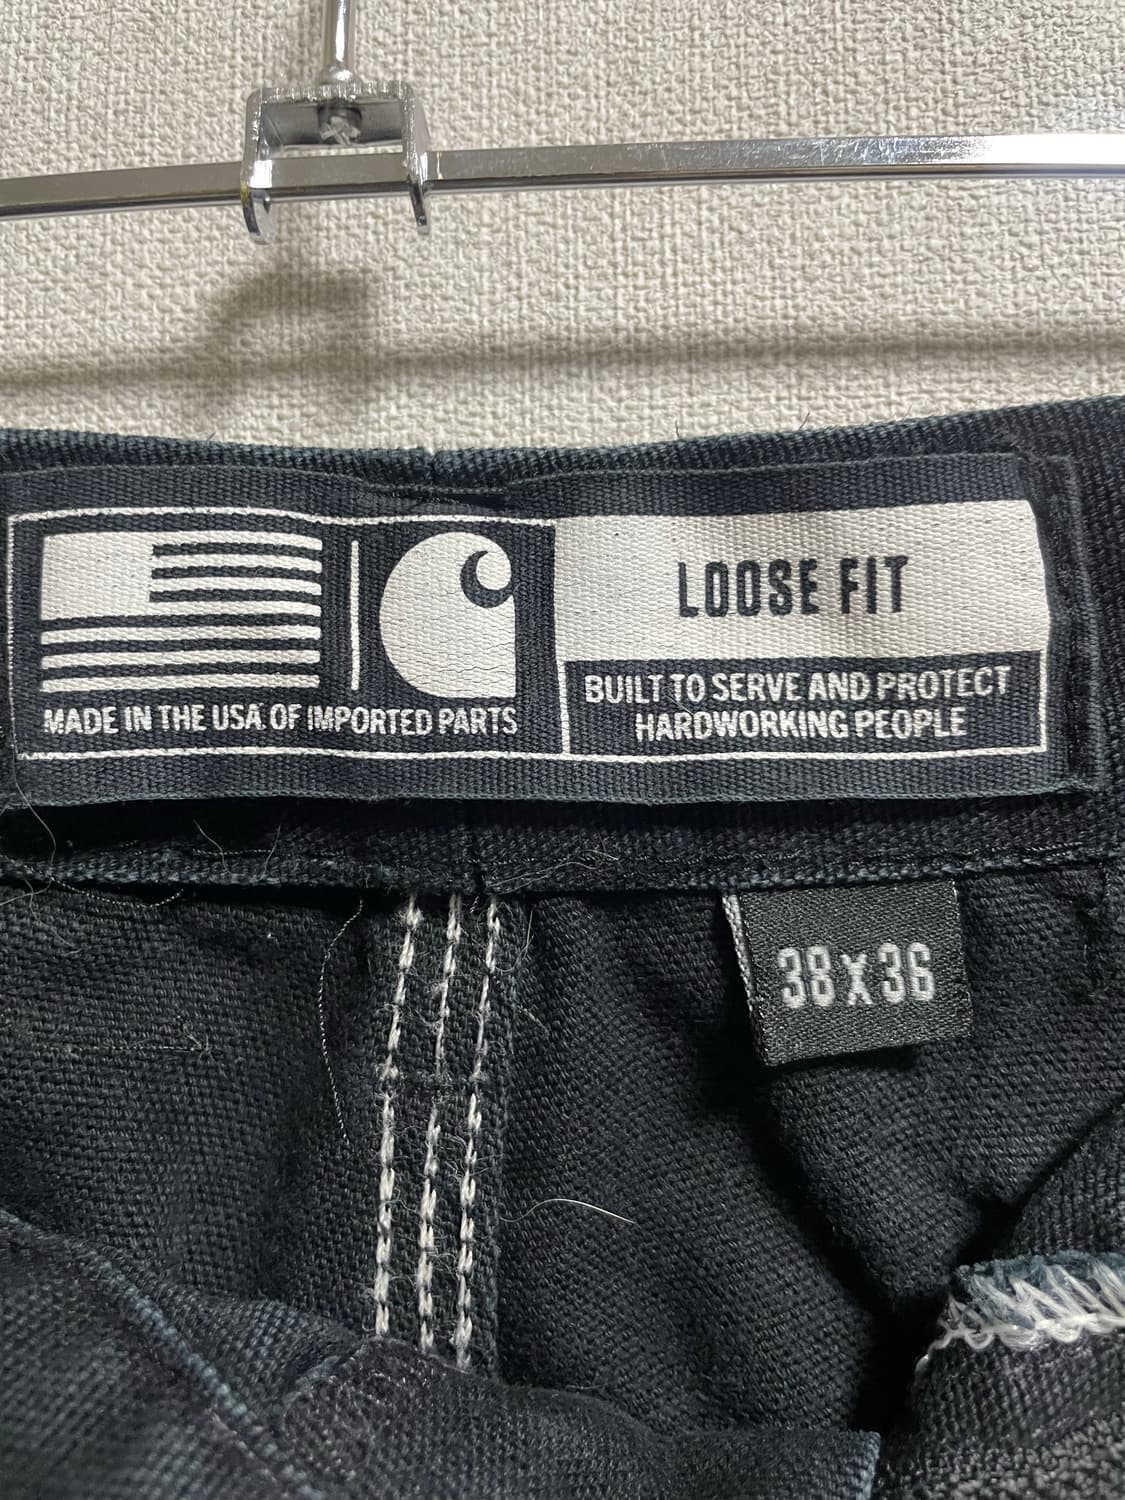 LOOSE FIT
MADE IN THE USA OF IMPORTED PARTS
BUILT TO SERVE AND PROTECT
HARDWORKING PEOPLE
38 x 36